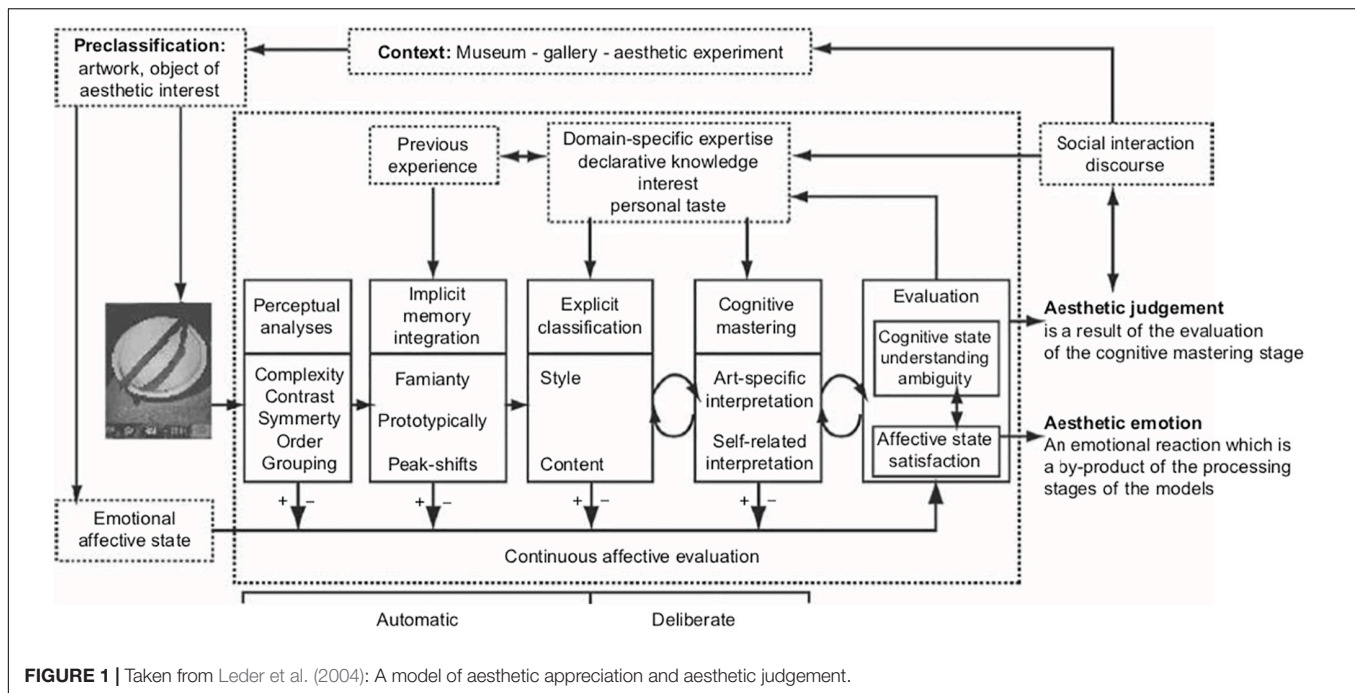 Preclassification:
artwork, object of
aesthetic interest
Context: Museum - gallery - aesthetic experiment
Previous
experience
Domain-specific expertise
declarative knowledge
interest
personal taste
Social interaction
discourse
Perceptual
analyses
Complexity
Contrast
Symmerty
Order
Grouping
Implicit
memory
integration
Famianty
Prototypically
Peak-shifts
Explicit
classification
Style
Content
Cognitive
mastering
Art-specific
interpretation
Self-related
interpretation
Evaluation
Cognitive state
understanding
ambiguity
Affective state
satisfaction
Aesthetic judgement
is a result of the evaluation
of the cognitive mastering stage
Aesthetic emotion
An emotional reaction which is
a by-product of the processing
stages of the models
+ –
+ –
+ –
+ –
Emotional
affective state
Continuous affective evaluation
Automatic
Deliberate
FIGURE 1 | Taken from Leder et al. (2004): A model of aesthetic appreciation and aesthetic judgement.